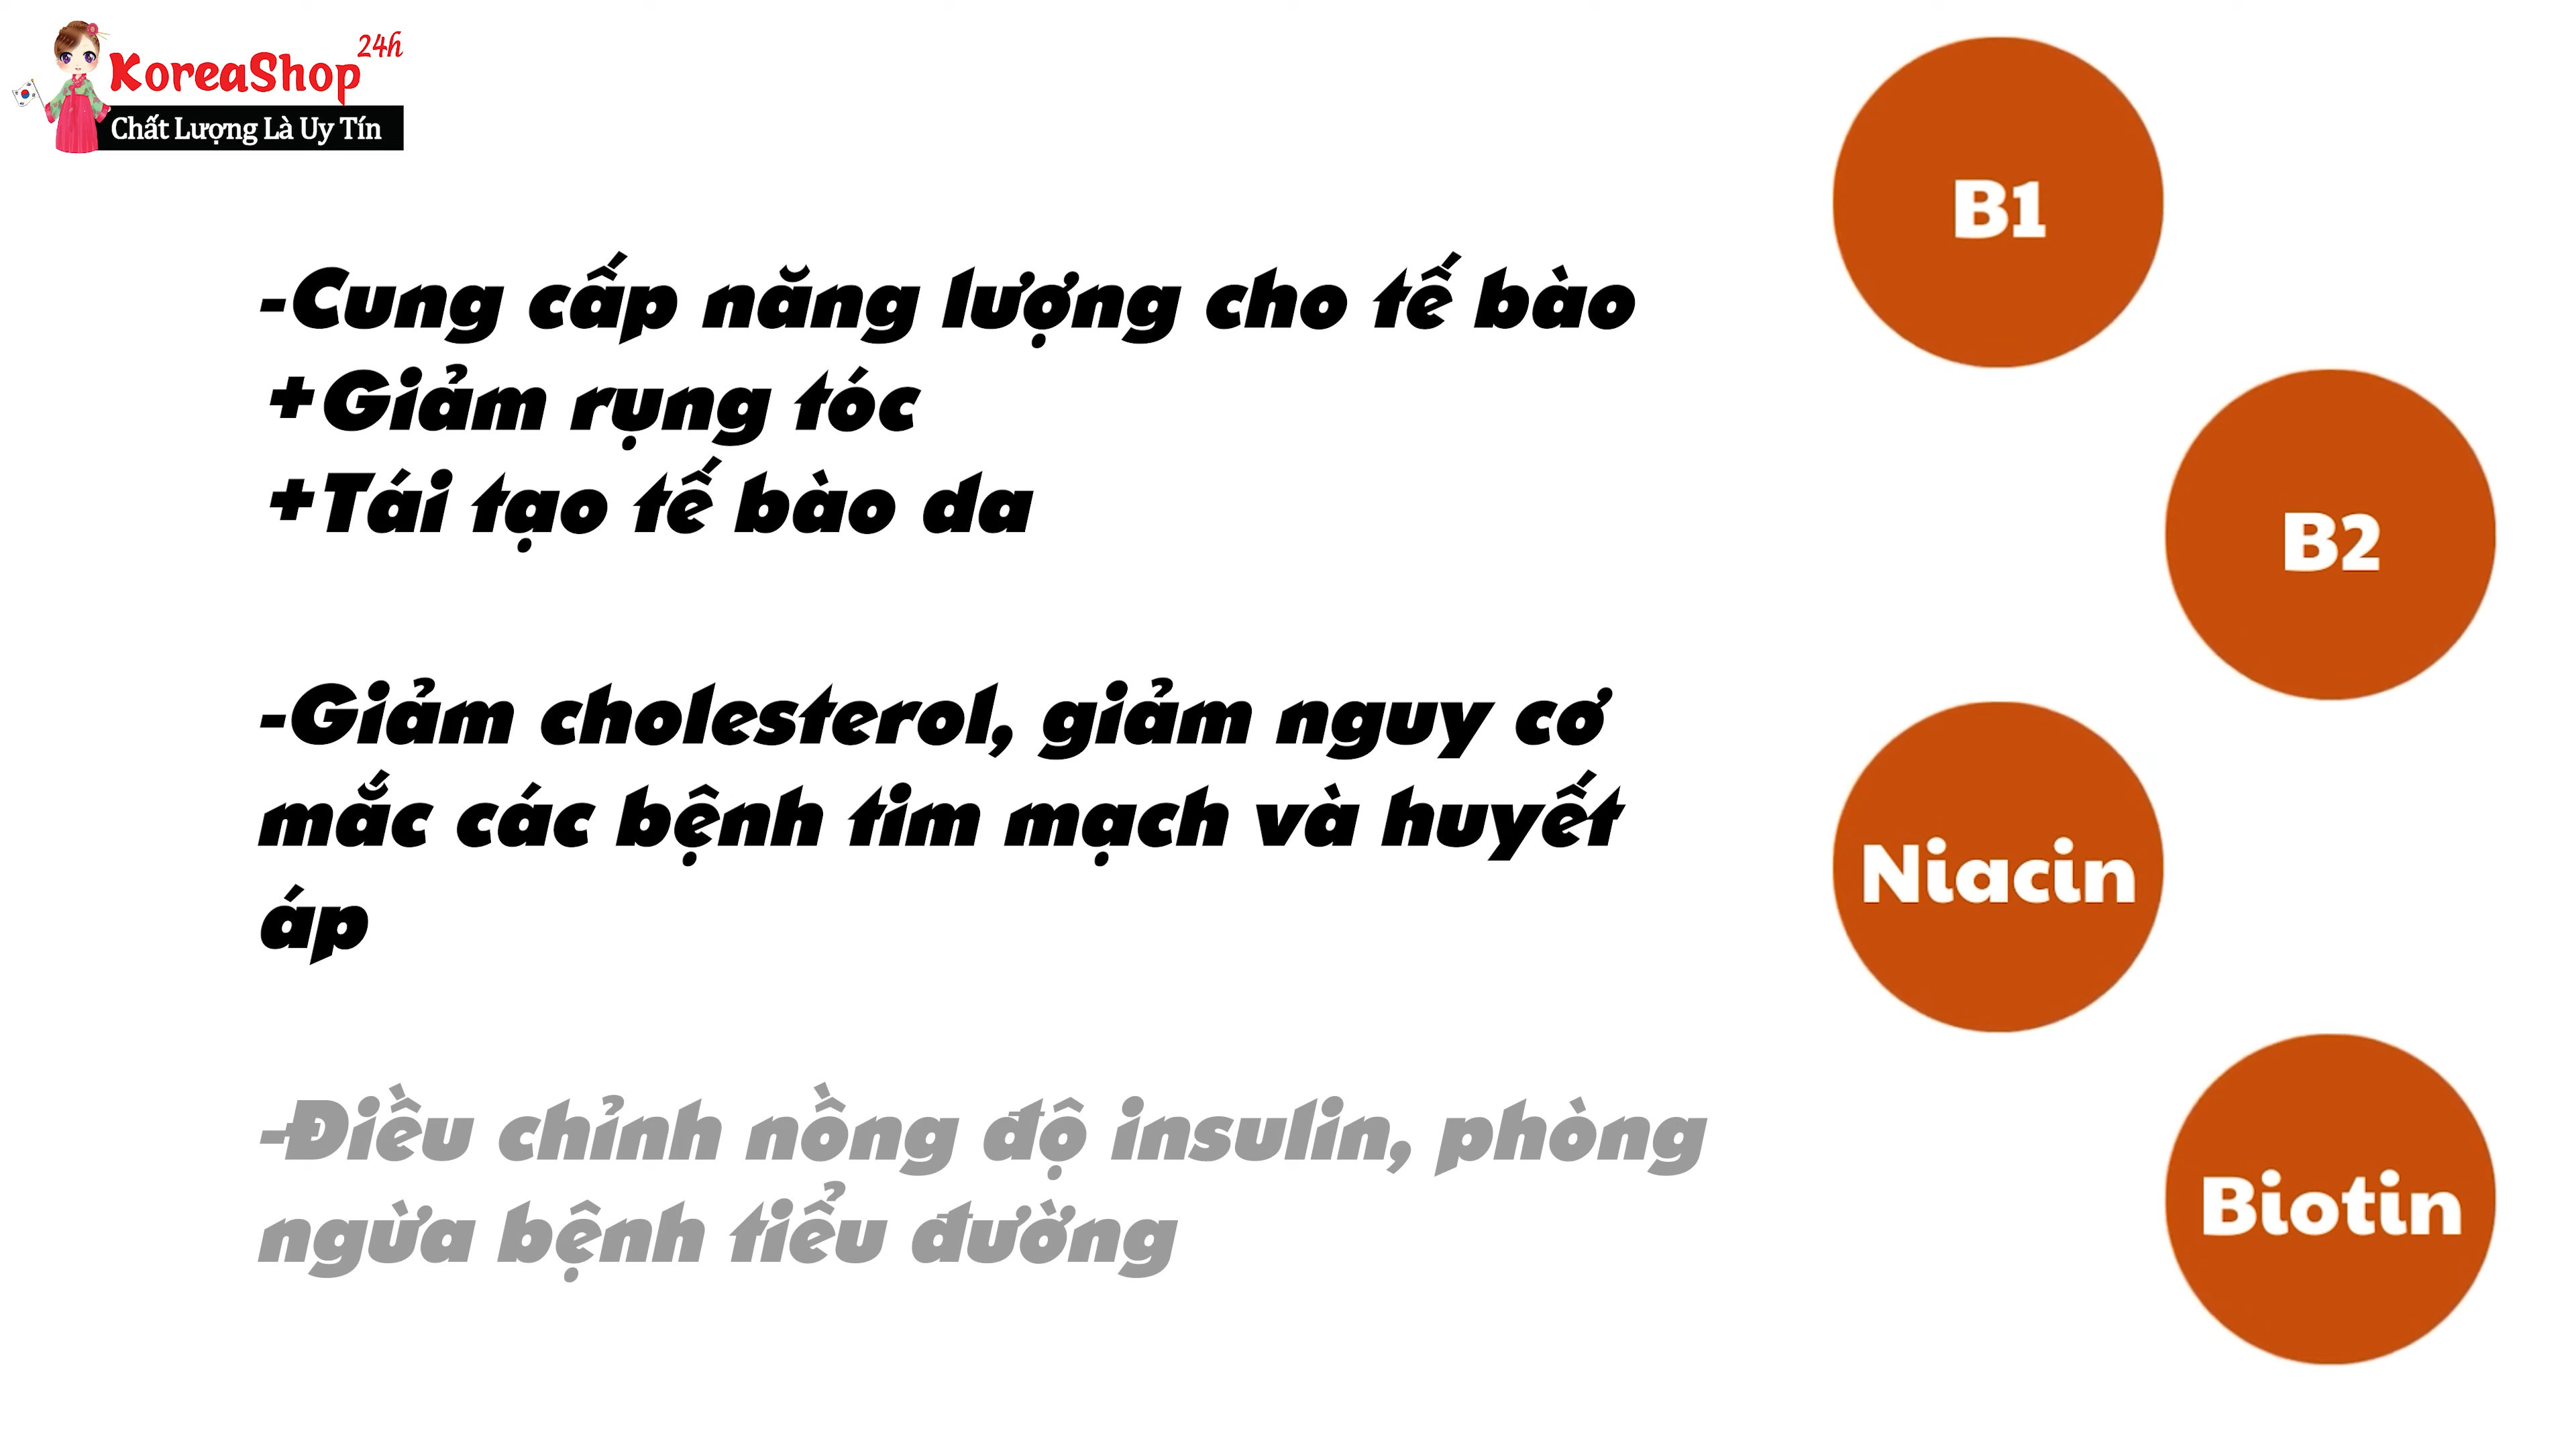 KoreaShop 24h
Chất Lượng Là Uy Tín
-Cung cấp năng lượng cho tế bào
+Giảm rụng tóc
+Tái tạo tế bào da
-Giảm cholesterol, giảm nguy cơ
mắc các bệnh tim mạch và huyết
áp
-Điều chỉnh nồng độ insulin, phòng
ngừa bệnh tiểu đường
B1
B2
Niacin
Biotin